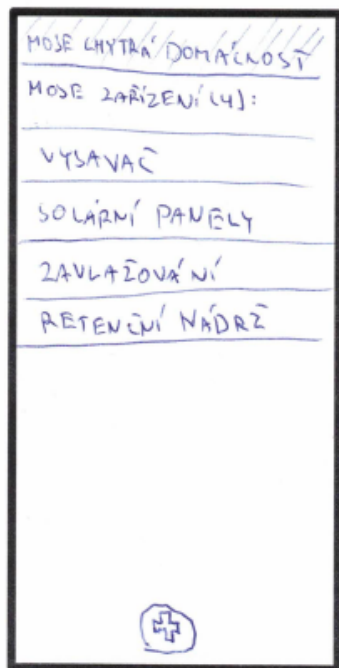 MOJE CHYTRÁ DOMÁCNOST
MOJE ZAŘÍZENÍ (4):
VYSAVAČ
SOLÁRNÍ PANELY
ZAVLAŽOVÁNÍ
RETENČNÍ NÁDRŽ